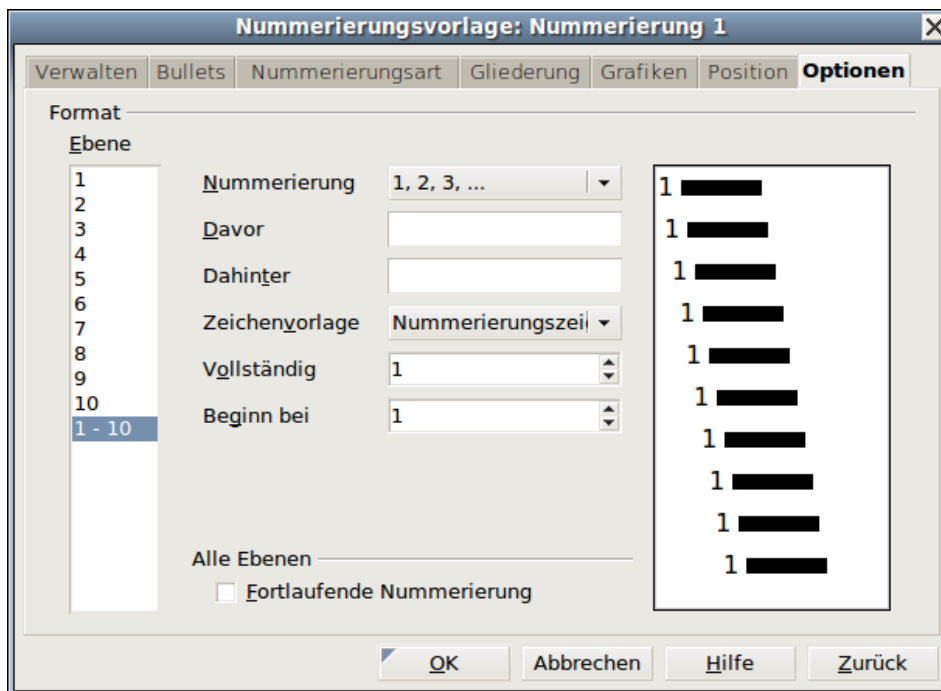 Nummerierungsvorlage: Nummerierung 1
Verwalten Bullets Nummerierungsart Gliederung Grafiken Position Optionen
Format
Ebene
1
2
3
4
5
6
7
8
9
10
1 - 10
Nummerierung 1, 2, 3, ...
Davor
Dahinter
Zeichenvorlage Nummerierungszei
Vollständig 1
Beginn bei 1
Alle Ebenen
Fortlaufende Nummerierung
1
1
1
1
1
1
1
1
1
1
OK Abbrechen Hilfe Zurück